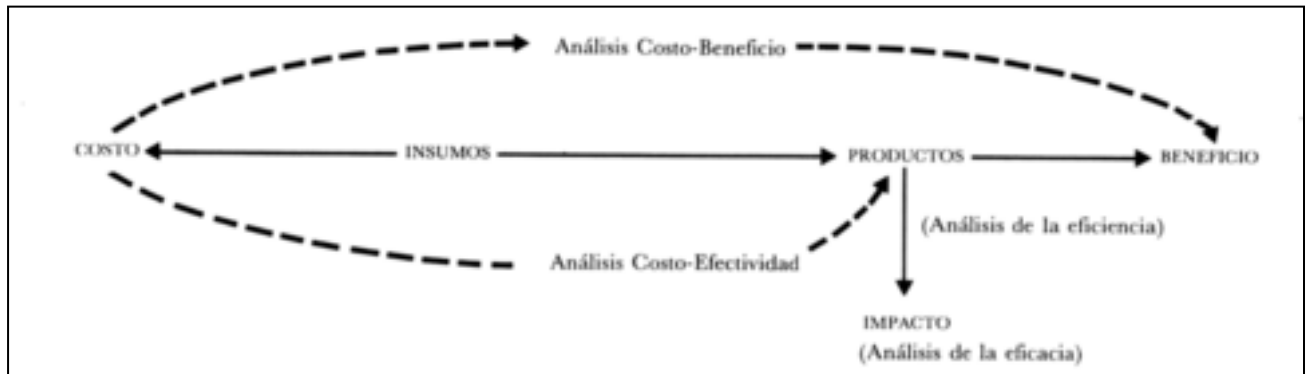 Análisis Costo-Beneficio
COSTO INSUMOS PRODUCTOS BENEFICIO
(Análisis de la eficiencia)
Análisis Costo-Efectividad
IMPACTO
(Análisis de la eficacia)